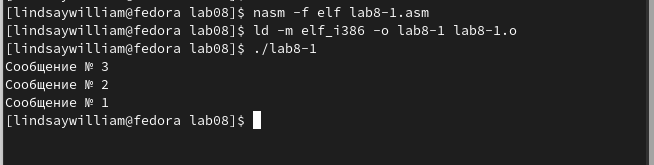 [lindsaywilliam@fedora lab08]$ nasm -f elf lab8-1.asm
[lindsaywilliam@fedora lab08]$ ld -m elf_i386 -o lab8-1 lab8-1.o
[lindsaywilliam@fedora lab08]$ ./lab8-1
Сообщение № 3
Сообщение № 2
Сообщение № 1
[lindsaywilliam@fedora lab08]$